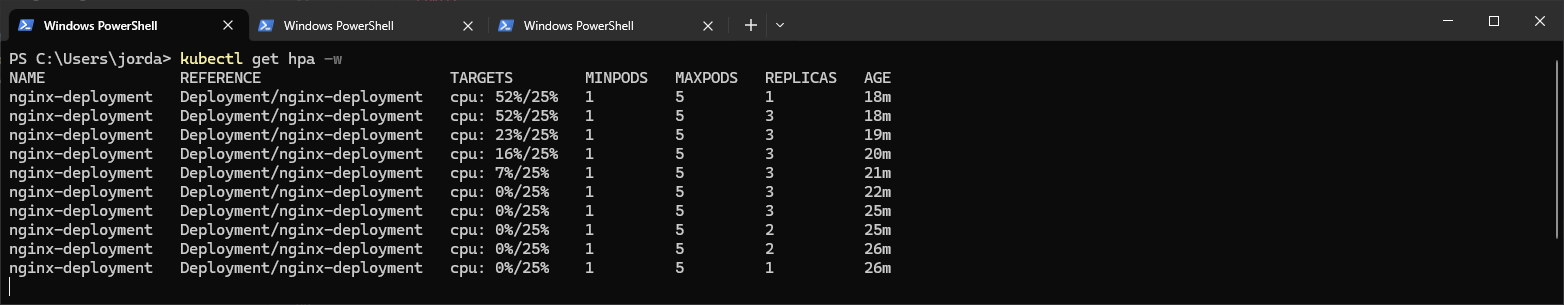 Windows PowerShell Windows PowerShell Windows PowerShell
PS C:\Users\jorda> kubectl get hpa -w
NAME REFERENCE TARGETS MINPODS MAXPODS REPLICAS AGE
nginx-deployment Deployment/nginx-deployment cpu: 52%/25% 1 5 1 18m
nginx-deployment Deployment/nginx-deployment cpu: 52%/25% 1 5 3 18m
nginx-deployment Deployment/nginx-deployment cpu: 23%/25% 1 5 3 19m
nginx-deployment Deployment/nginx-deployment cpu: 16%/25% 1 5 3 20m
nginx-deployment Deployment/nginx-deployment cpu: 7%/25% 1 5 3 21m
nginx-deployment Deployment/nginx-deployment cpu: 0%/25% 1 5 3 22m
nginx-deployment Deployment/nginx-deployment cpu: 0%/25% 1 5 3 25m
nginx-deployment Deployment/nginx-deployment cpu: 0%/25% 1 5 2 25m
nginx-deployment Deployment/nginx-deployment cpu: 0%/25% 1 5 2 26m
nginx-deployment Deployment/nginx-deployment cpu: 0%/25% 1 5 1 26m